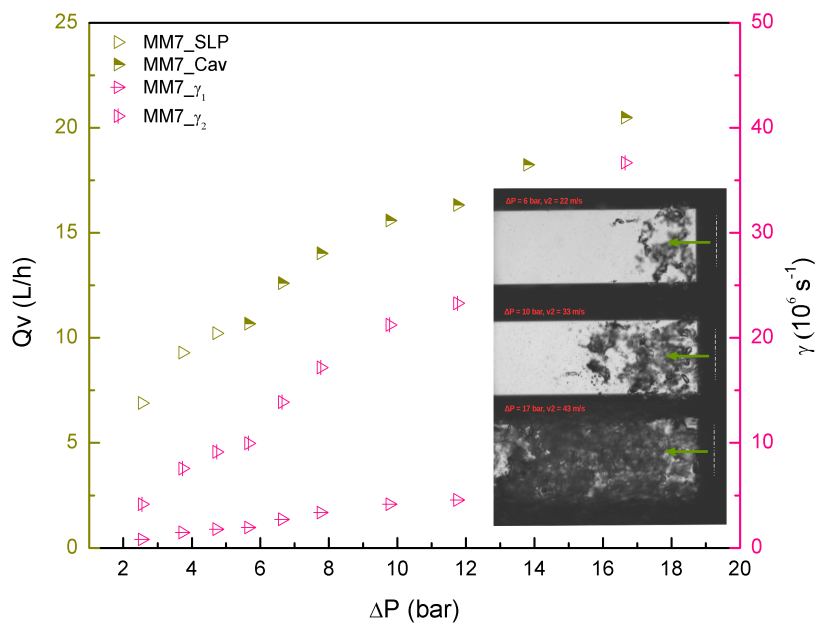 MM7_SLP
MM7_Cav
MM7_γ1
MM7_γ2
Qv (L/h)
25
20
15
10
5
0
γ (10^6 s^-1)
50
40
30
20
10
0
ΔP = 6 bar, v2 = 22 m/s
ΔP = 10 bar, v2 = 33 m/s
ΔP = 17 bar, v2 = 43 m/s
2 4 6 8 10 12 14 16 18 20
ΔP (bar)